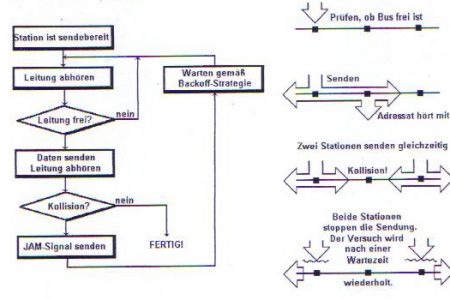 Station ist sendebereit
Leitung abhören
Leitung frei?
nein
Daten senden
Leitung abhören
Kollision?
nein
JAM-Signal senden
FERTIG!
Warten gemäß
Backoff-Strategie
Prüfen, ob Bus frei ist
Senden
Adressat hört mit
Zwei Stationen senden gleichzeitig
Kollision!
Beide Stationen
stoppen die Sendung.
Der Versuch wird
nach einer
Wartezeit
wiederholt.